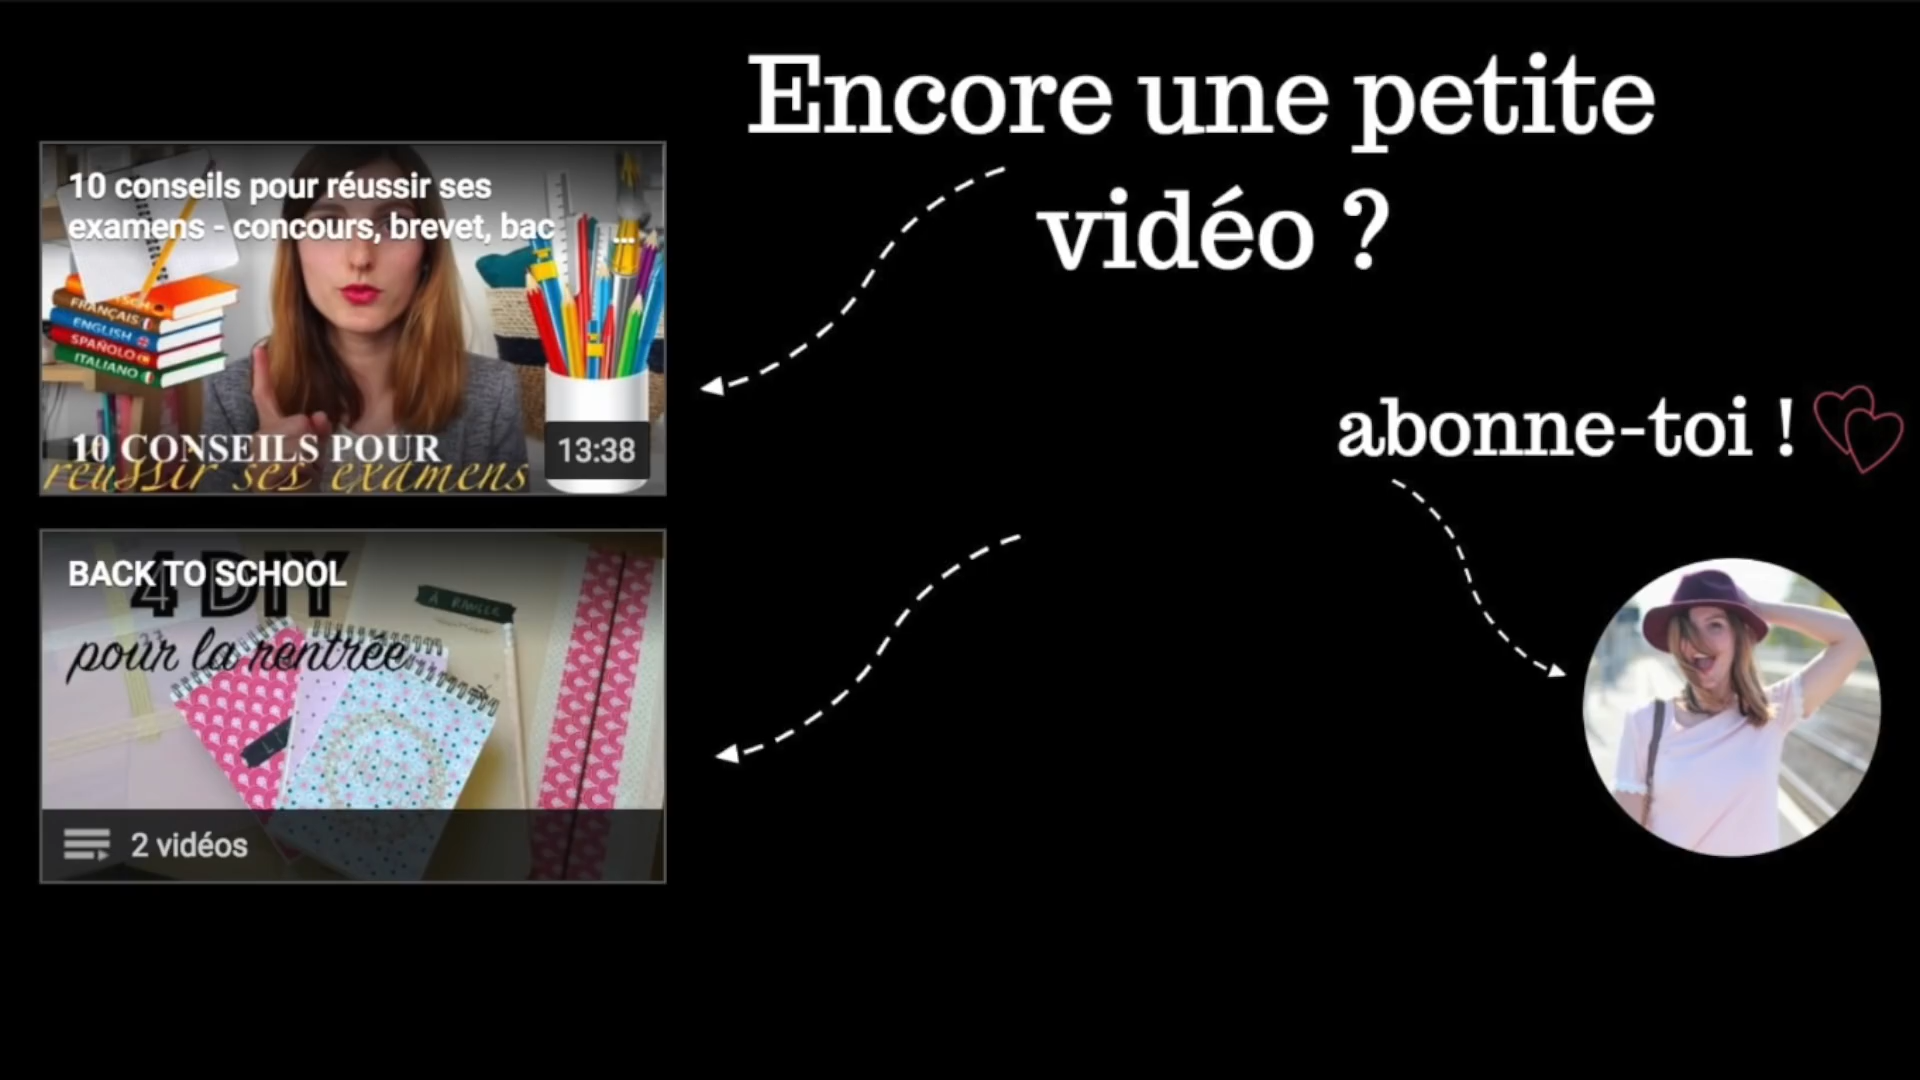 Encore une petite
vidéo ?
10 conseils pour réussir ses
examens - concours, brevet, bac ...
FRANÇAIS
ENGLISH
SPAÑOLO
ITALIANO
10 CONSEILS POUR
réussir ses examens
13:38
abonne-toi !
BACK TO SCHOOL
4 DIY
pour la rentrée
À RANGER
2 vidéos